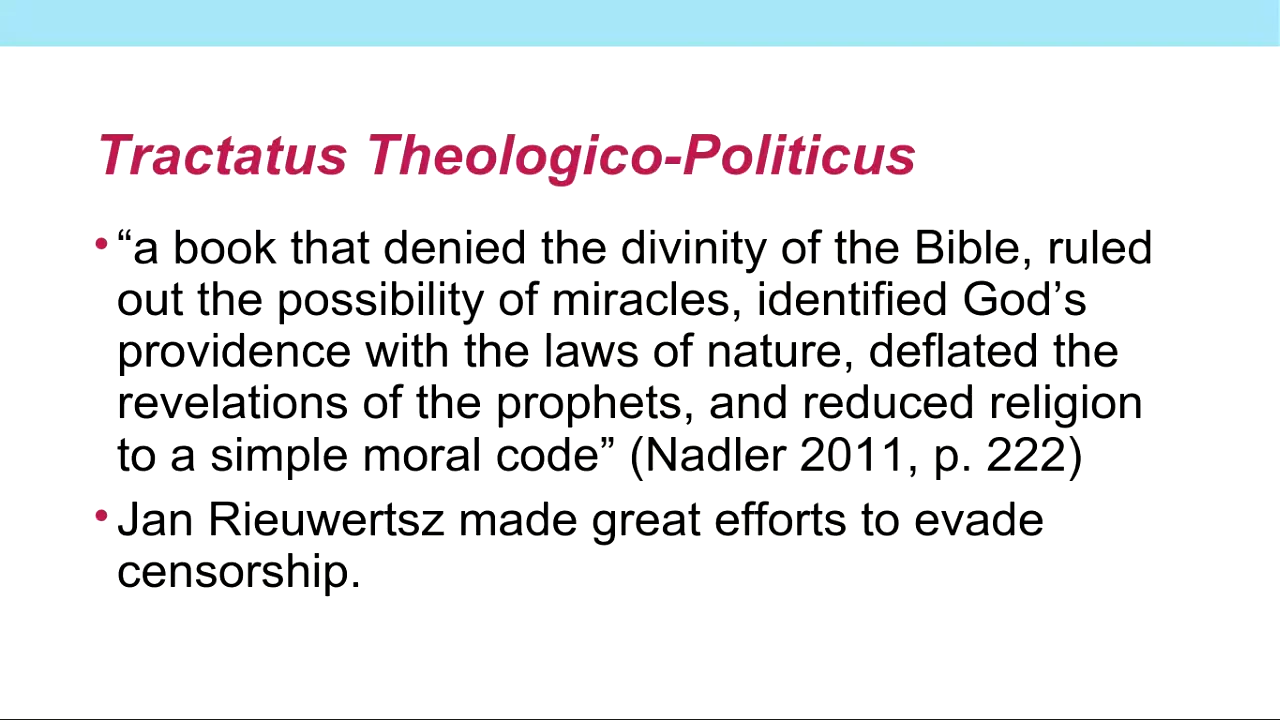 Tractatus Theologico-Politicus
• “a book that denied the divinity of the Bible, ruled
out the possibility of miracles, identified God’s
providence with the laws of nature, deflated the
revelations of the prophets, and reduced religion
to a simple moral code” (Nadler 2011, p. 222)
• Jan Rieuwertsz made great efforts to evade
censorship.